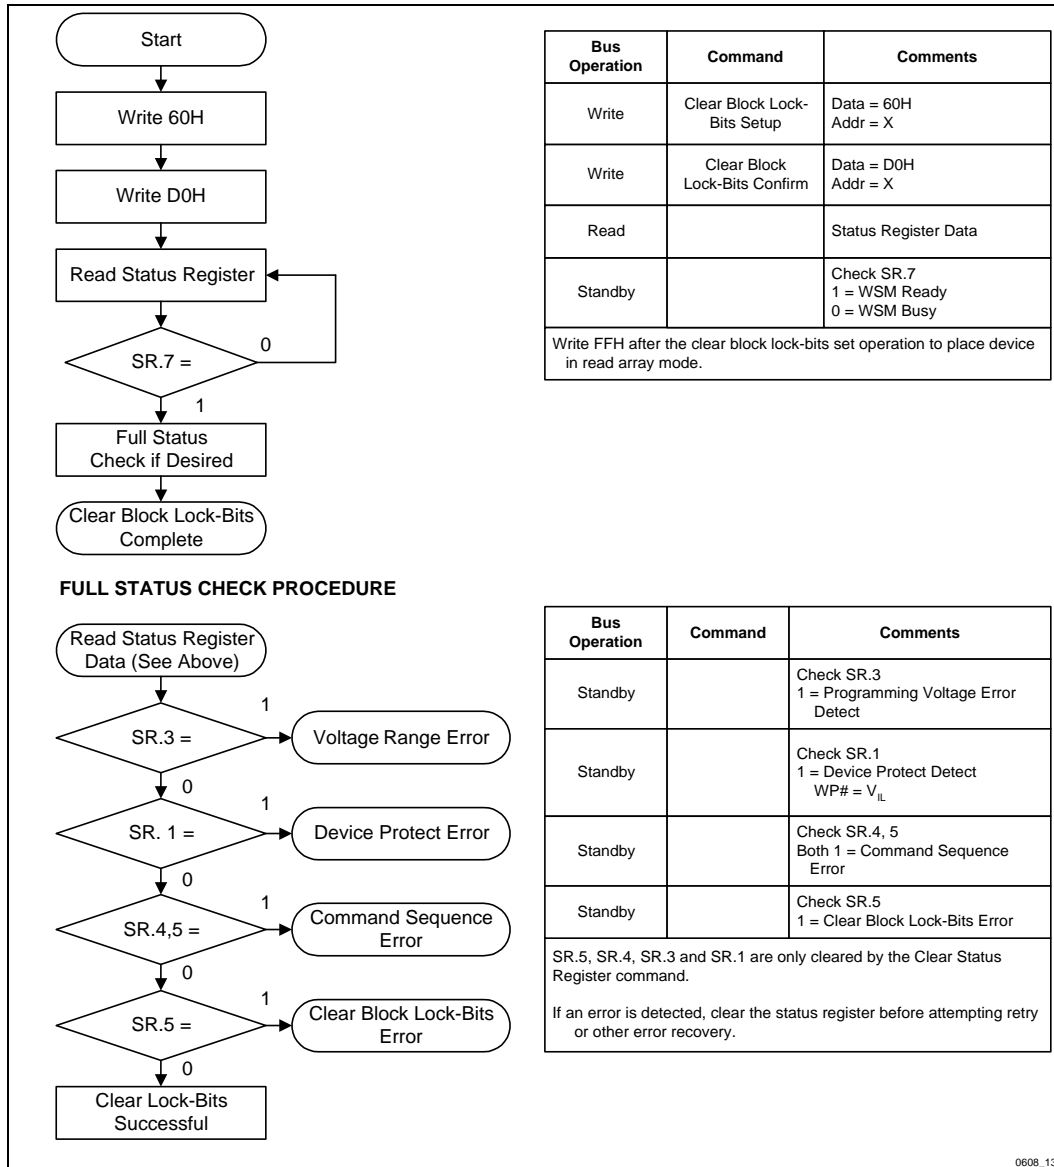 Start
Write 60H
Write D0H
Read Status Register
SR.7 =
0
1
Full Status
Check if Desired
Clear Block Lock-Bits
Complete
Bus
Operation
Command
Comments
Write
Clear Block Lock-
Bits Setup
Data = 60H
Addr = X
Write
Clear Block
Lock-Bits Confirm
Data = D0H
Addr = X
Read
Status Register Data
Standby
Check SR.7
1 = WSM Ready
0 = WSM Busy
Write FFH after the clear block lock-bits set operation to place device
in read array mode.
FULL STATUS CHECK PROCEDURE
Read Status Register
Data (See Above)
SR.3 =
1
Voltage Range Error
0
SR. 1 =
1
Device Protect Error
0
SR.4,5 =
1
Command Sequence
Error
0
SR.5 =
1
Clear Block Lock-Bits
Error
0
Clear Lock-Bits
Successful
Bus
Operation
Command
Comments
Standby
Check SR.3
1 = Programming Voltage Error
Detect
Standby
Check SR.1
1 = Device Protect Detect
WP# = VIL
Standby
Check SR.4, 5
Both 1 = Command Sequence
Error
Standby
Check SR.5
1 = Clear Block Lock-Bits Error
SR.5, SR.4, SR.3 and SR.1 are only cleared by the Clear Status
Register command.
If an error is detected, clear the status register before attempting retry
or other error recovery.
0608_13